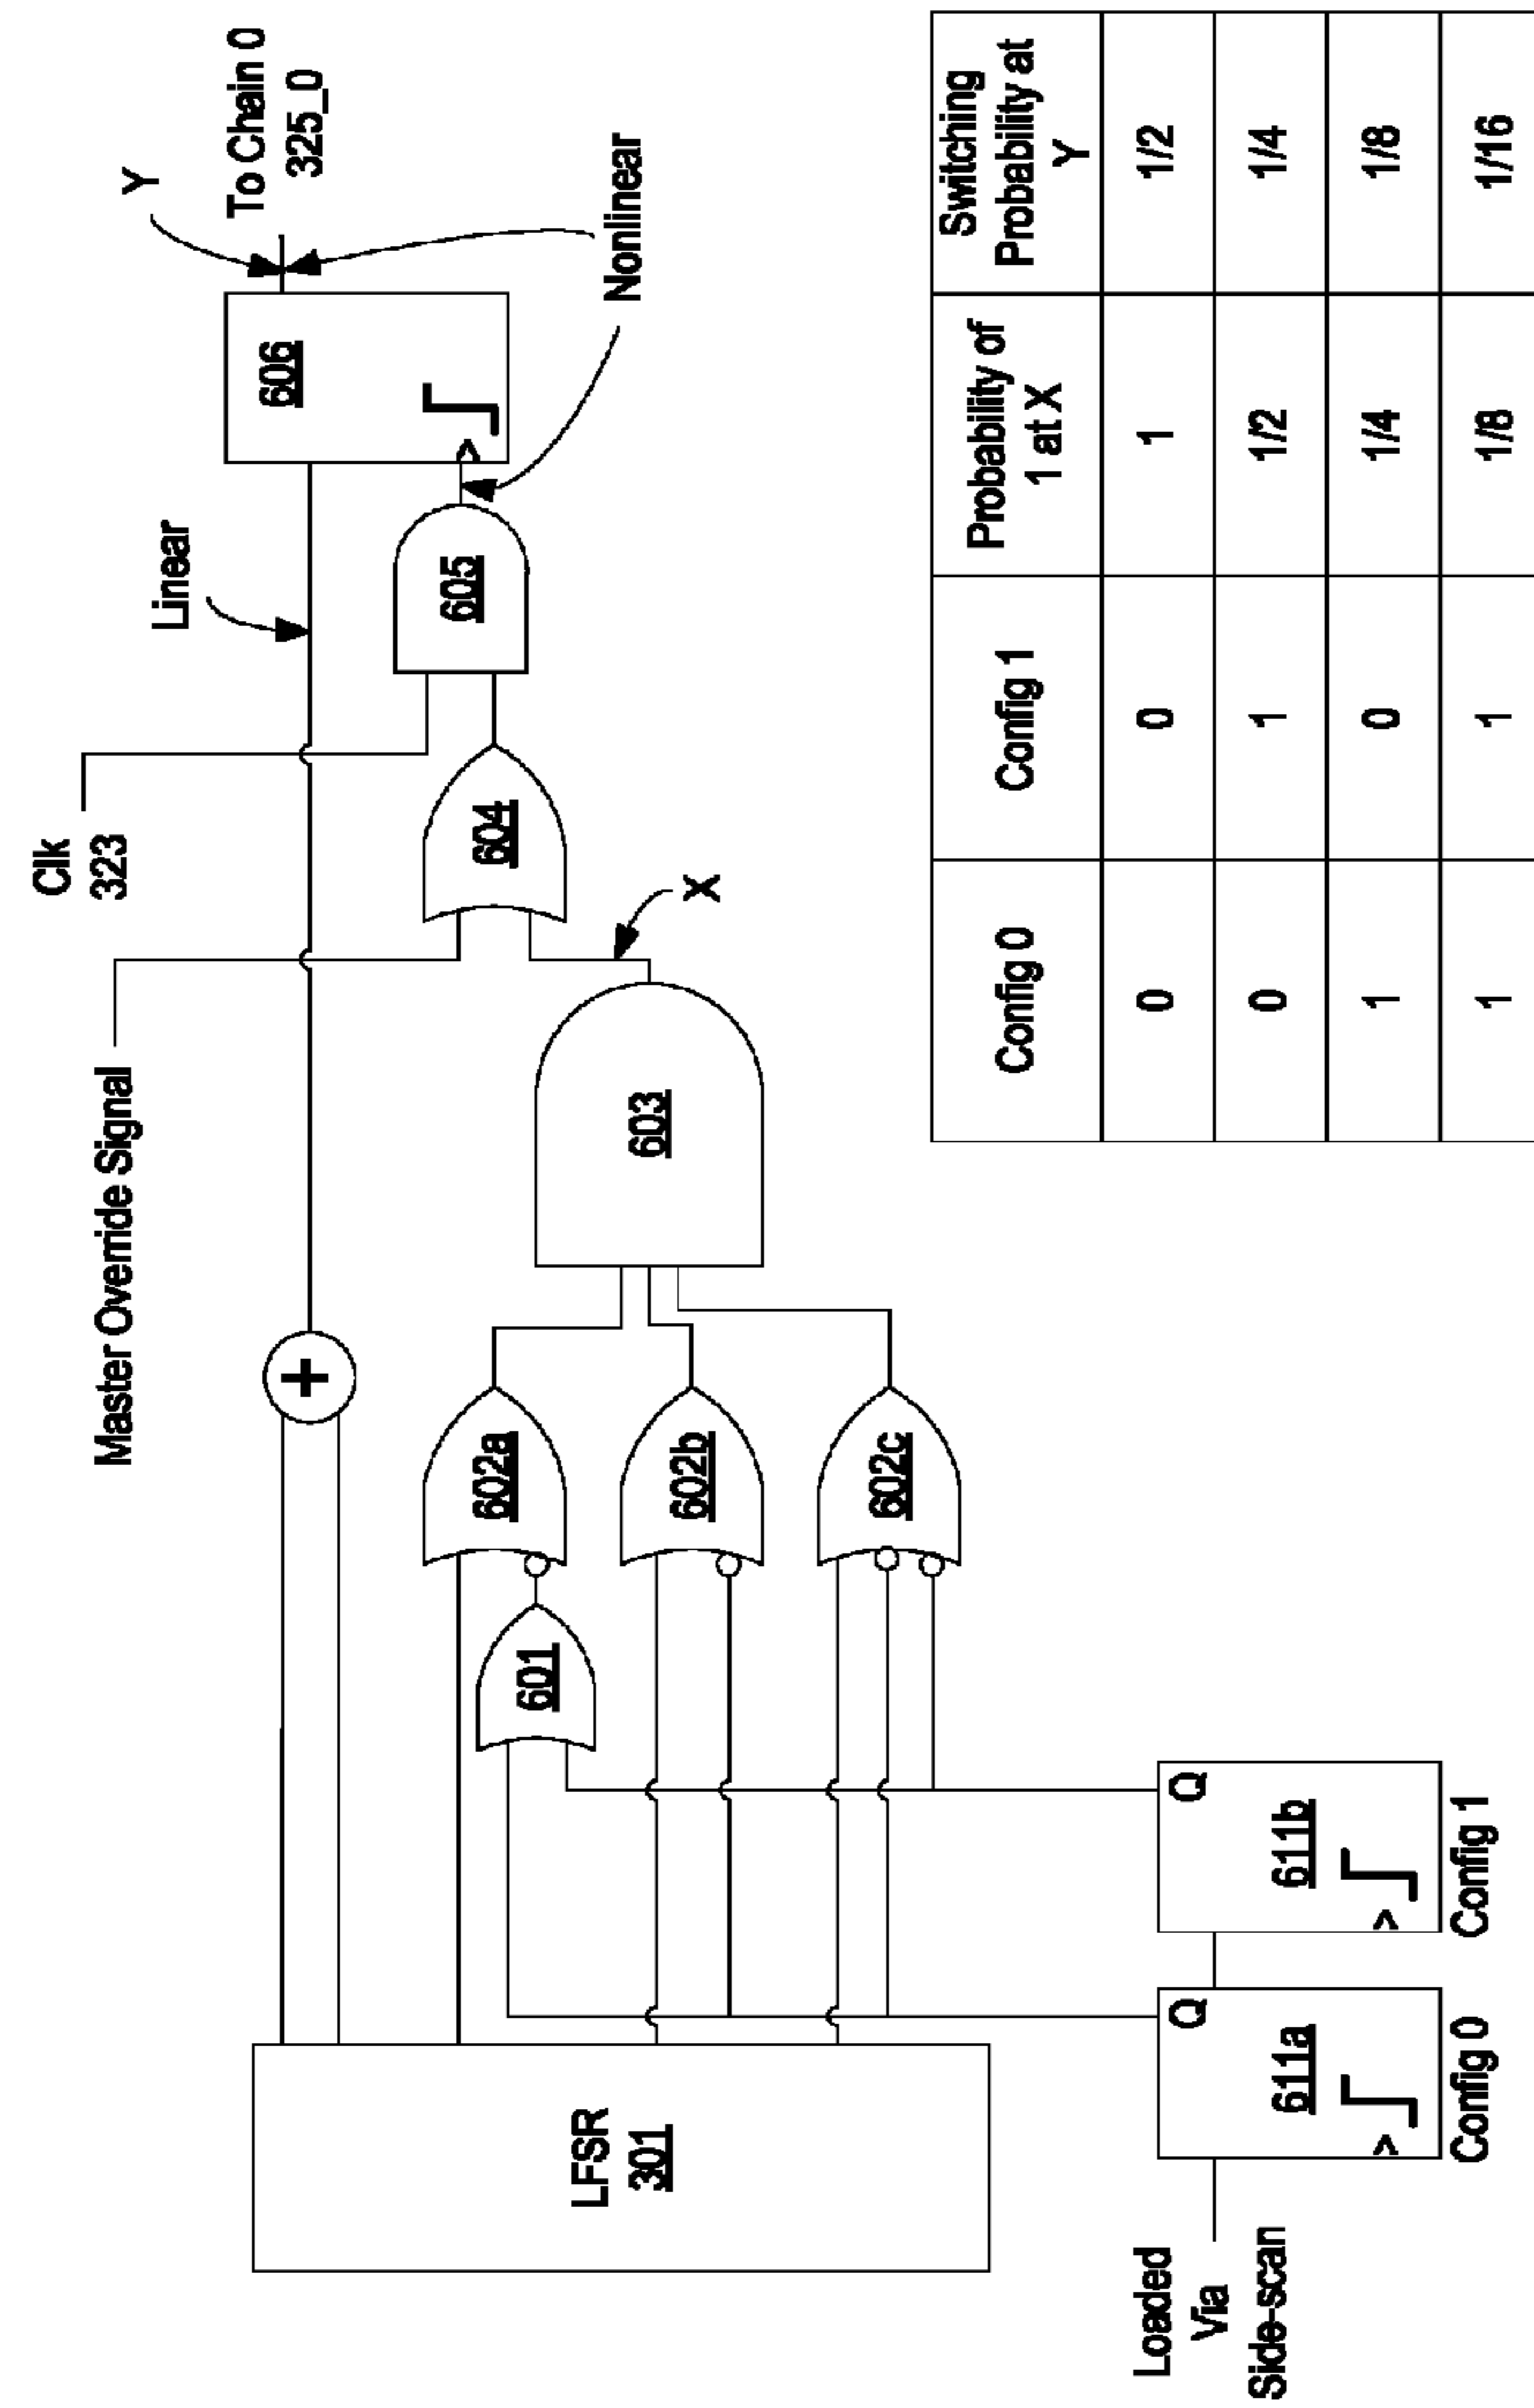 Clk
323
Master Override Signal
Linear
Y
To Chain 0
325_0
606
Nonlinear
605
604
X
603
602a
602b
602c
601
+
LFSR
301
Q
611a
Config 0
Q
611b
Config 1
Loaded
Via
Side-scan
Config 0 Config 1 Probability of Switching
1 at X Probability at
Y
0 0 1 1/2
0 1 1/2 1/4
1 0 1/4 1/8
1 1 1/8 1/16